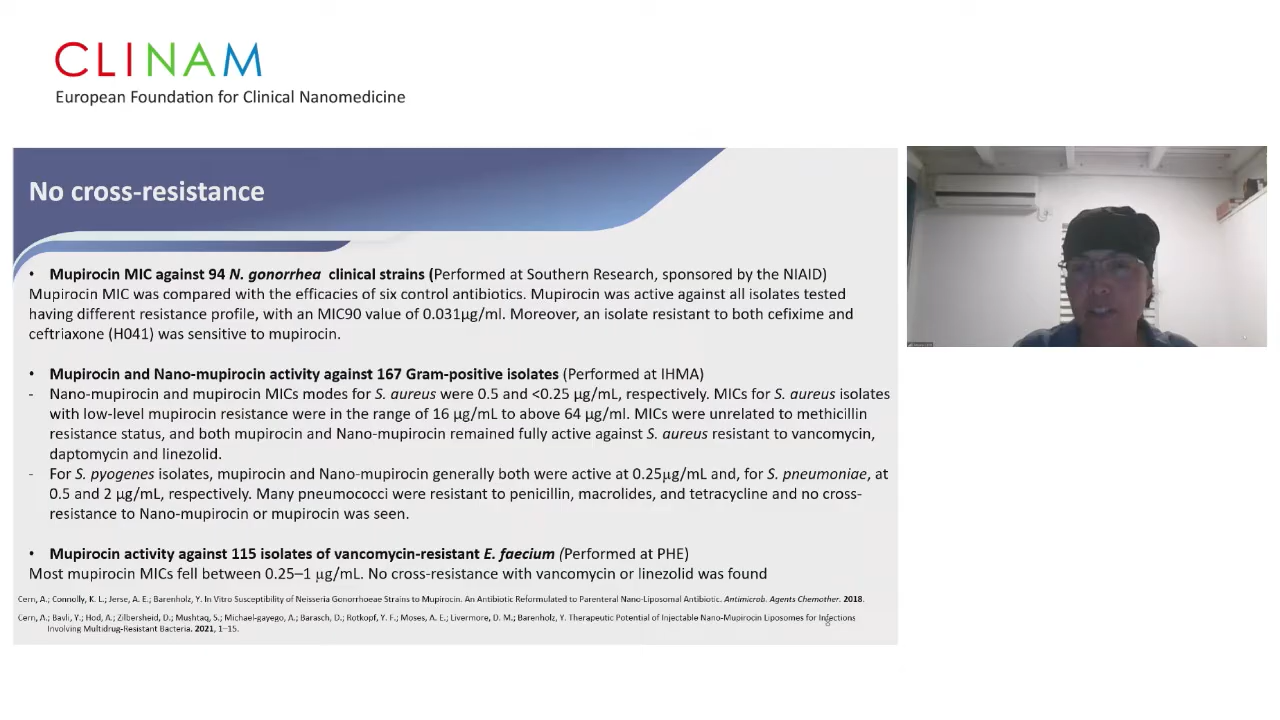 CLINAM
European Foundation for Clinical Nanomedicine
No cross-resistance
• Mupirocin MIC against 94 N. gonorrhea clinical strains (Performed at Southern Research, sponsored by the NIAID)
Mupirocin MIC was compared with the efficacies of six control antibiotics. Mupirocin was active against all isolates tested
having different resistance profile, with an MIC90 value of 0.031µg/ml. Moreover, an isolate resistant to both cefixime and
ceftriaxone (H041) was sensitive to mupirocin.
• Mupirocin and Nano-mupirocin activity against 167 Gram-positive isolates (Performed at IHMA)
- Nano-mupirocin and mupirocin MICs modes for S. aureus were 0.5 and <0.25 µg/mL, respectively. MICs for S. aureus isolates
with low-level mupirocin resistance were in the range of 16 µg/mL to above 64 µg/ml. MICs were unrelated to methicillin
resistance status, and both mupirocin and Nano-mupirocin remained fully active against S. aureus resistant to vancomycin,
daptomycin and linezolid.
- For S. pyogenes isolates, mupirocin and Nano-mupirocin generally both were active at 0.25µg/mL and, for S. pneumoniae, at
0.5 and 2 µg/mL, respectively. Many pneumococci were resistant to penicillin, macrolides, and tetracycline and no cross-
resistance to Nano-mupirocin or mupirocin was seen.
• Mupirocin activity against 115 isolates of vancomycin-resistant E. faecium (Performed at PHE)
Most mupirocin MICs fell between 0.25–1 µg/mL. No cross-resistance with vancomycin or linezolid was found
Cern, A.; Connolly, K. L.; Jerse, A. E.; Barenholz, Y. In Vitro Susceptibility of Neisseria Gonorrhoeae Strains to Mupirocin. An Antibiotic Reformulated to Parenteral Nano-Liposomal Antibiotic. Antimicrob. Agents Chemother. 2018.
Cern, A.; Bavli, Y.; Hod, A.; Zilbersheid, D.; Mushtaq, S.; Michael-gayego, A.; Barasch, D.; Rotkopf, Y. F.; Moses, A. E.; Livermore, D. M.; Barenholz, Y. Therapeutic Potential of Injectable Nano-Mupirocin Liposomes for Infections
Involving Multidrug-Resistant Bacteria. 2021, 1–15.
8